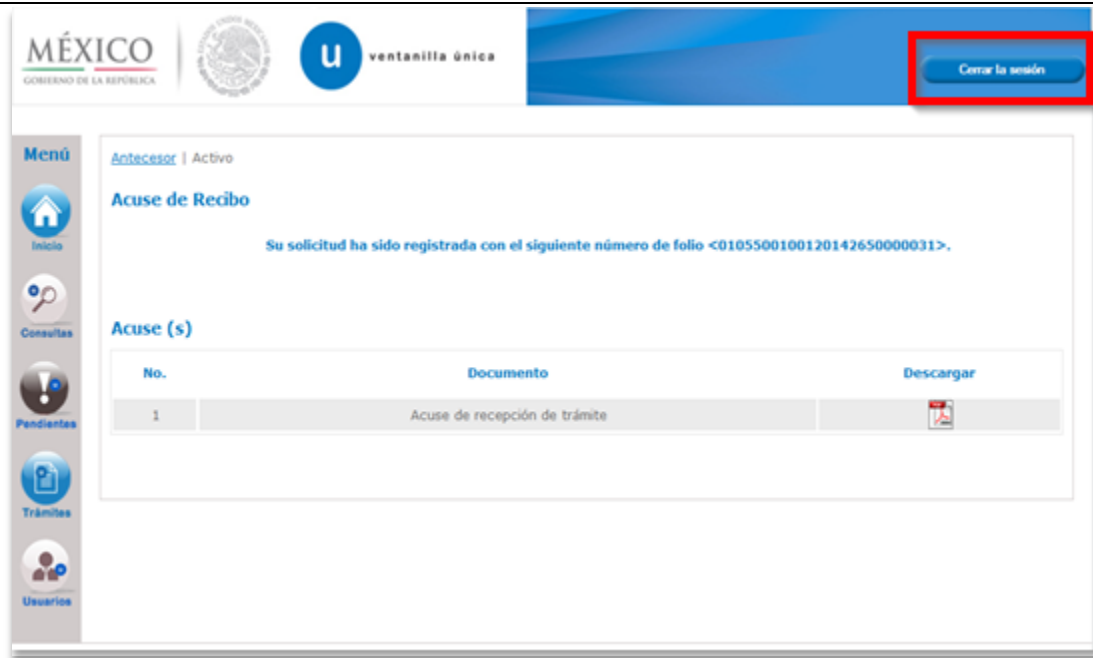 MÉXICO
GOBIERNO DE LA REPÚBLICA
u
ventanilla única
Cerrar la sesión
Menú
Inicio
Consultas
Pendientes
Trámites
Usuarios
Antecesor | Activo
Acuse de Recibo
Su solicitud ha sido registrada con el siguiente número de folio <0105500100120142650000031>.
Acuse (s)
No. Documento Descargar
1 Acuse de recepción de trámite